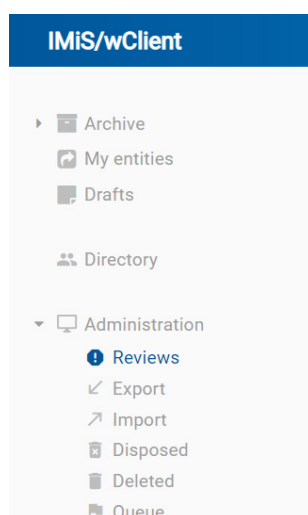 IMiS/wClient
Archive
My entities
Drafts
Directory
Administration
Reviews
Export
Import
Disposed
Deleted
Queue